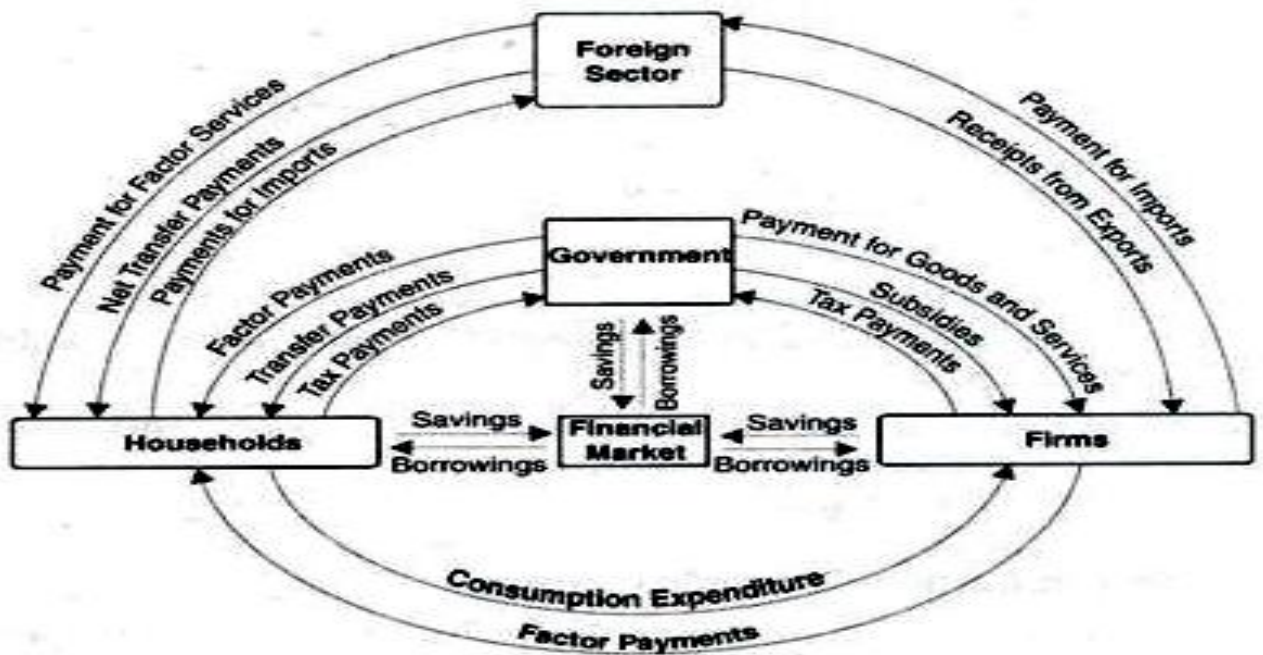 Foreign
Sector
Payment for Factor Services
Net Transfer Payments
Payments for Imports
Receipts from Exports
Payment for Imports
Government
Factor Payments
Transfer Payments
Tax Payments
Payment for Goods and Services
Subsidies
Tax Payments
Savings
Borrowings
Households
Savings
Borrowings
Financial
Market
Savings
Borrowings
Firms
Consumption Expenditure
Factor Payments